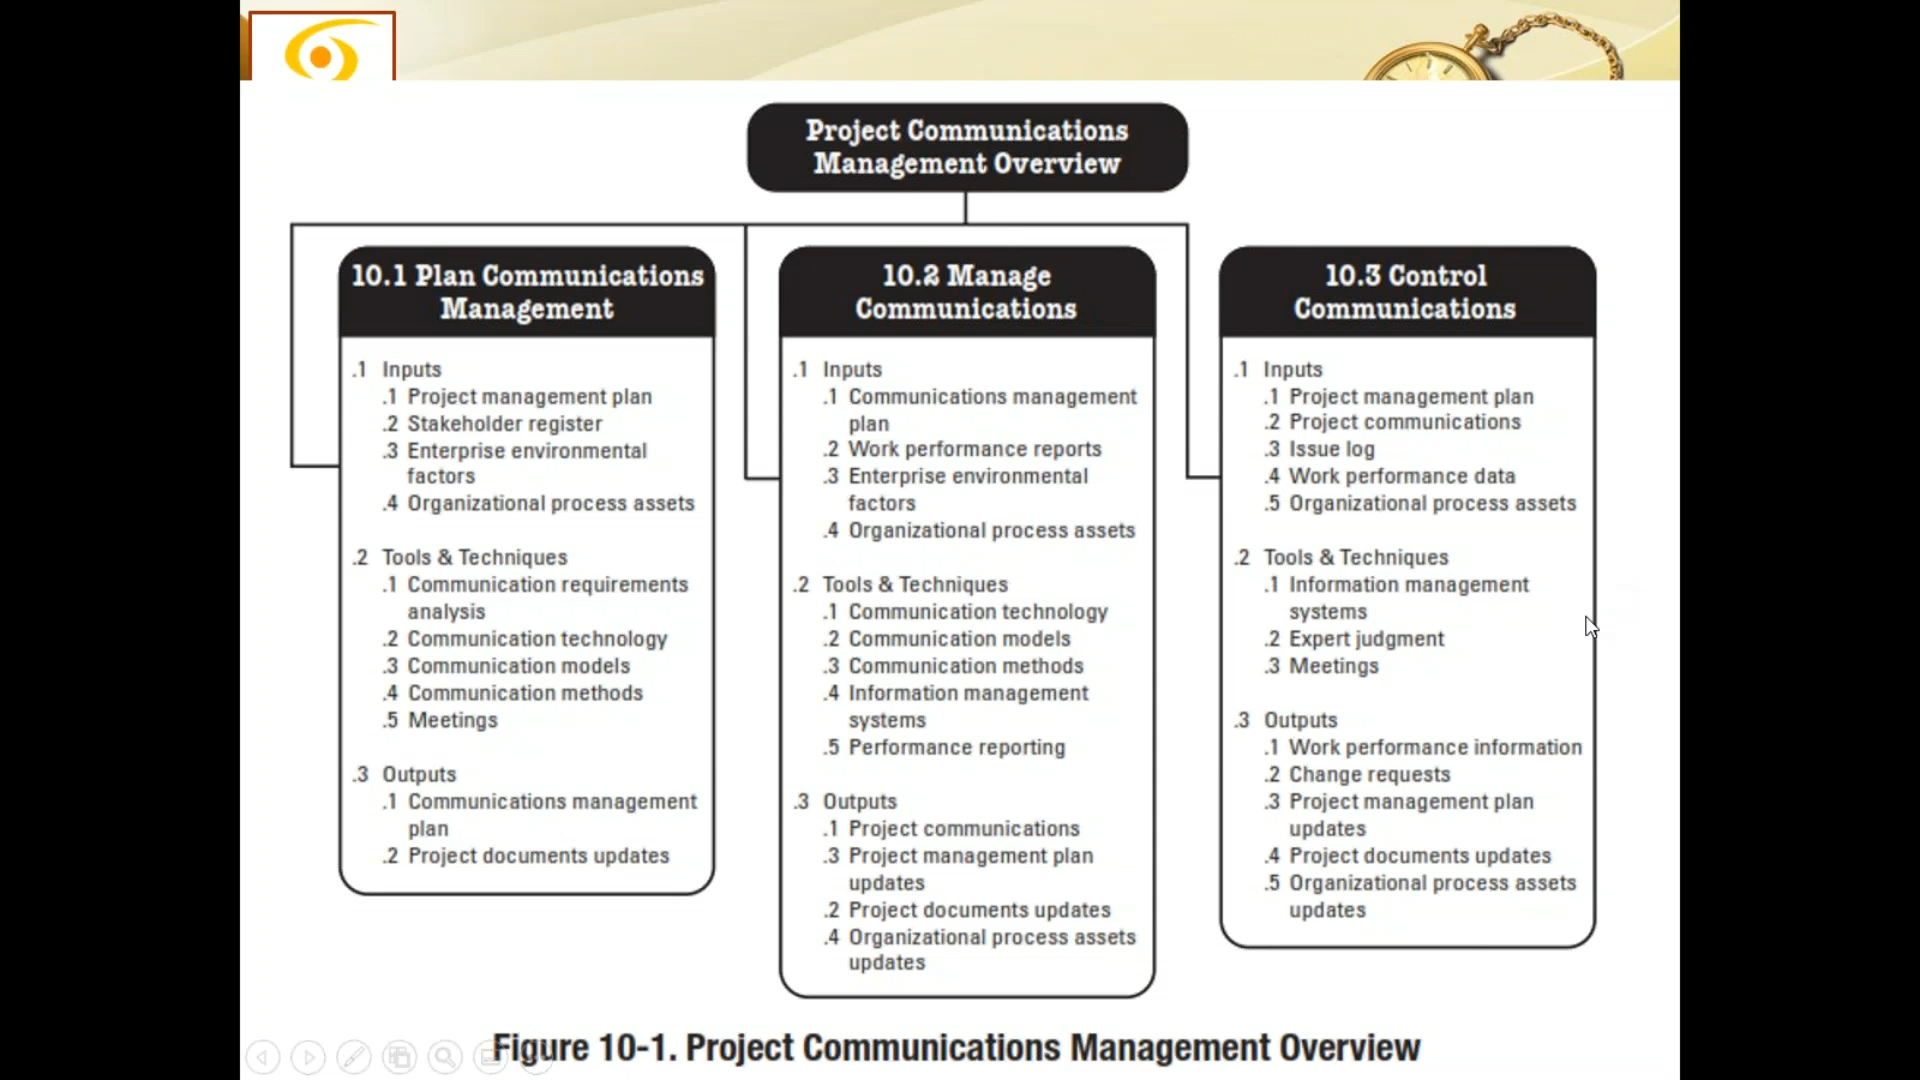 Project Communications
Management Overview
10.1 Plan Communications
Management
.1 Inputs
.1 Project management plan
.2 Stakeholder register
.3 Enterprise environmental
factors
.4 Organizational process assets
.2 Tools & Techniques
.1 Communication requirements
analysis
.2 Communication technology
.3 Communication models
.4 Communication methods
.5 Meetings
.3 Outputs
.1 Communications management
plan
.2 Project documents updates
10.2 Manage
Communications
.1 Inputs
.1 Communications management
plan
.2 Work performance reports
.3 Enterprise environmental
factors
.4 Organizational process assets
.2 Tools & Techniques
.1 Communication technology
.2 Communication models
.3 Communication methods
.4 Information management
systems
.5 Performance reporting
.3 Outputs
.1 Project communications
.3 Project management plan
updates
.2 Project documents updates
.4 Organizational process assets
updates
10.3 Control
Communications
.1 Inputs
.1 Project management plan
.2 Project communications
.3 Issue log
.4 Work performance data
.5 Organizational process assets
.2 Tools & Techniques
.1 Information management
systems
.2 Expert judgment
.3 Meetings
.3 Outputs
.1 Work performance information
.2 Change requests
.3 Project management plan
updates
.4 Project documents updates
.5 Organizational process assets
updates
Figure 10-1. Project Communications Management Overview